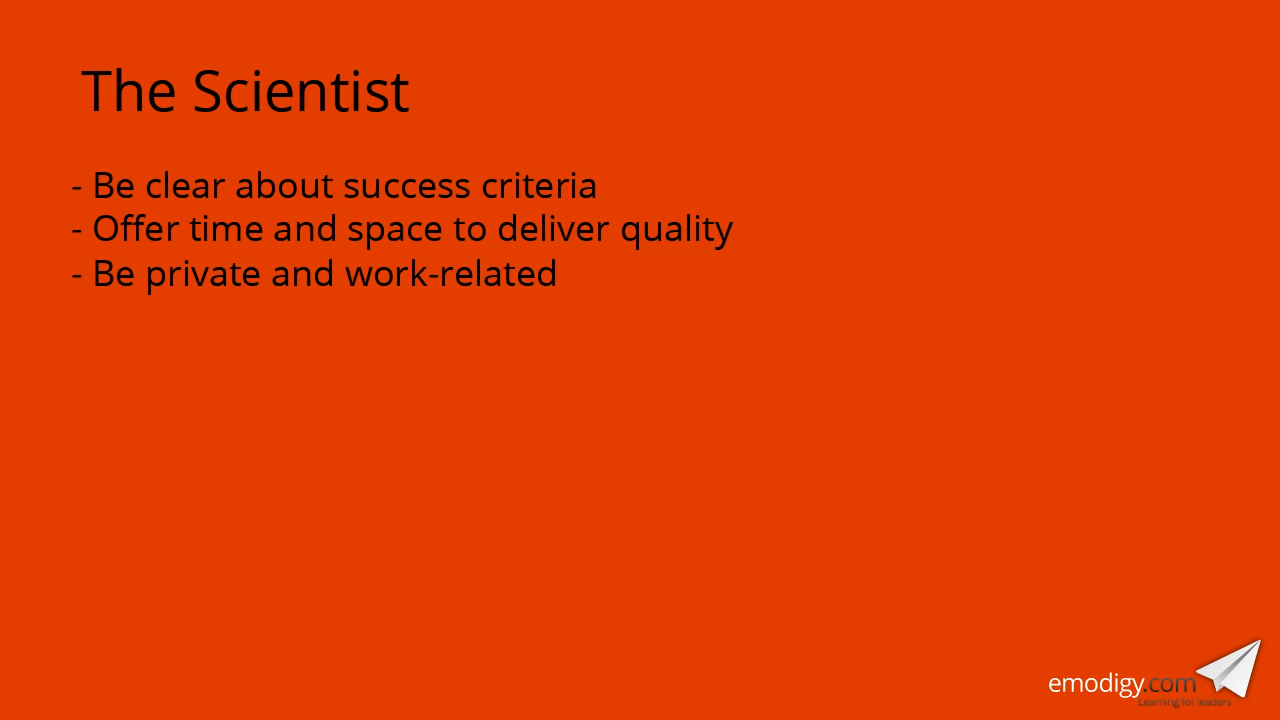 The Scientist
- Be clear about success criteria
- Offer time and space to deliver quality
- Be private and work-related
emodigy.com
Learning for leaders